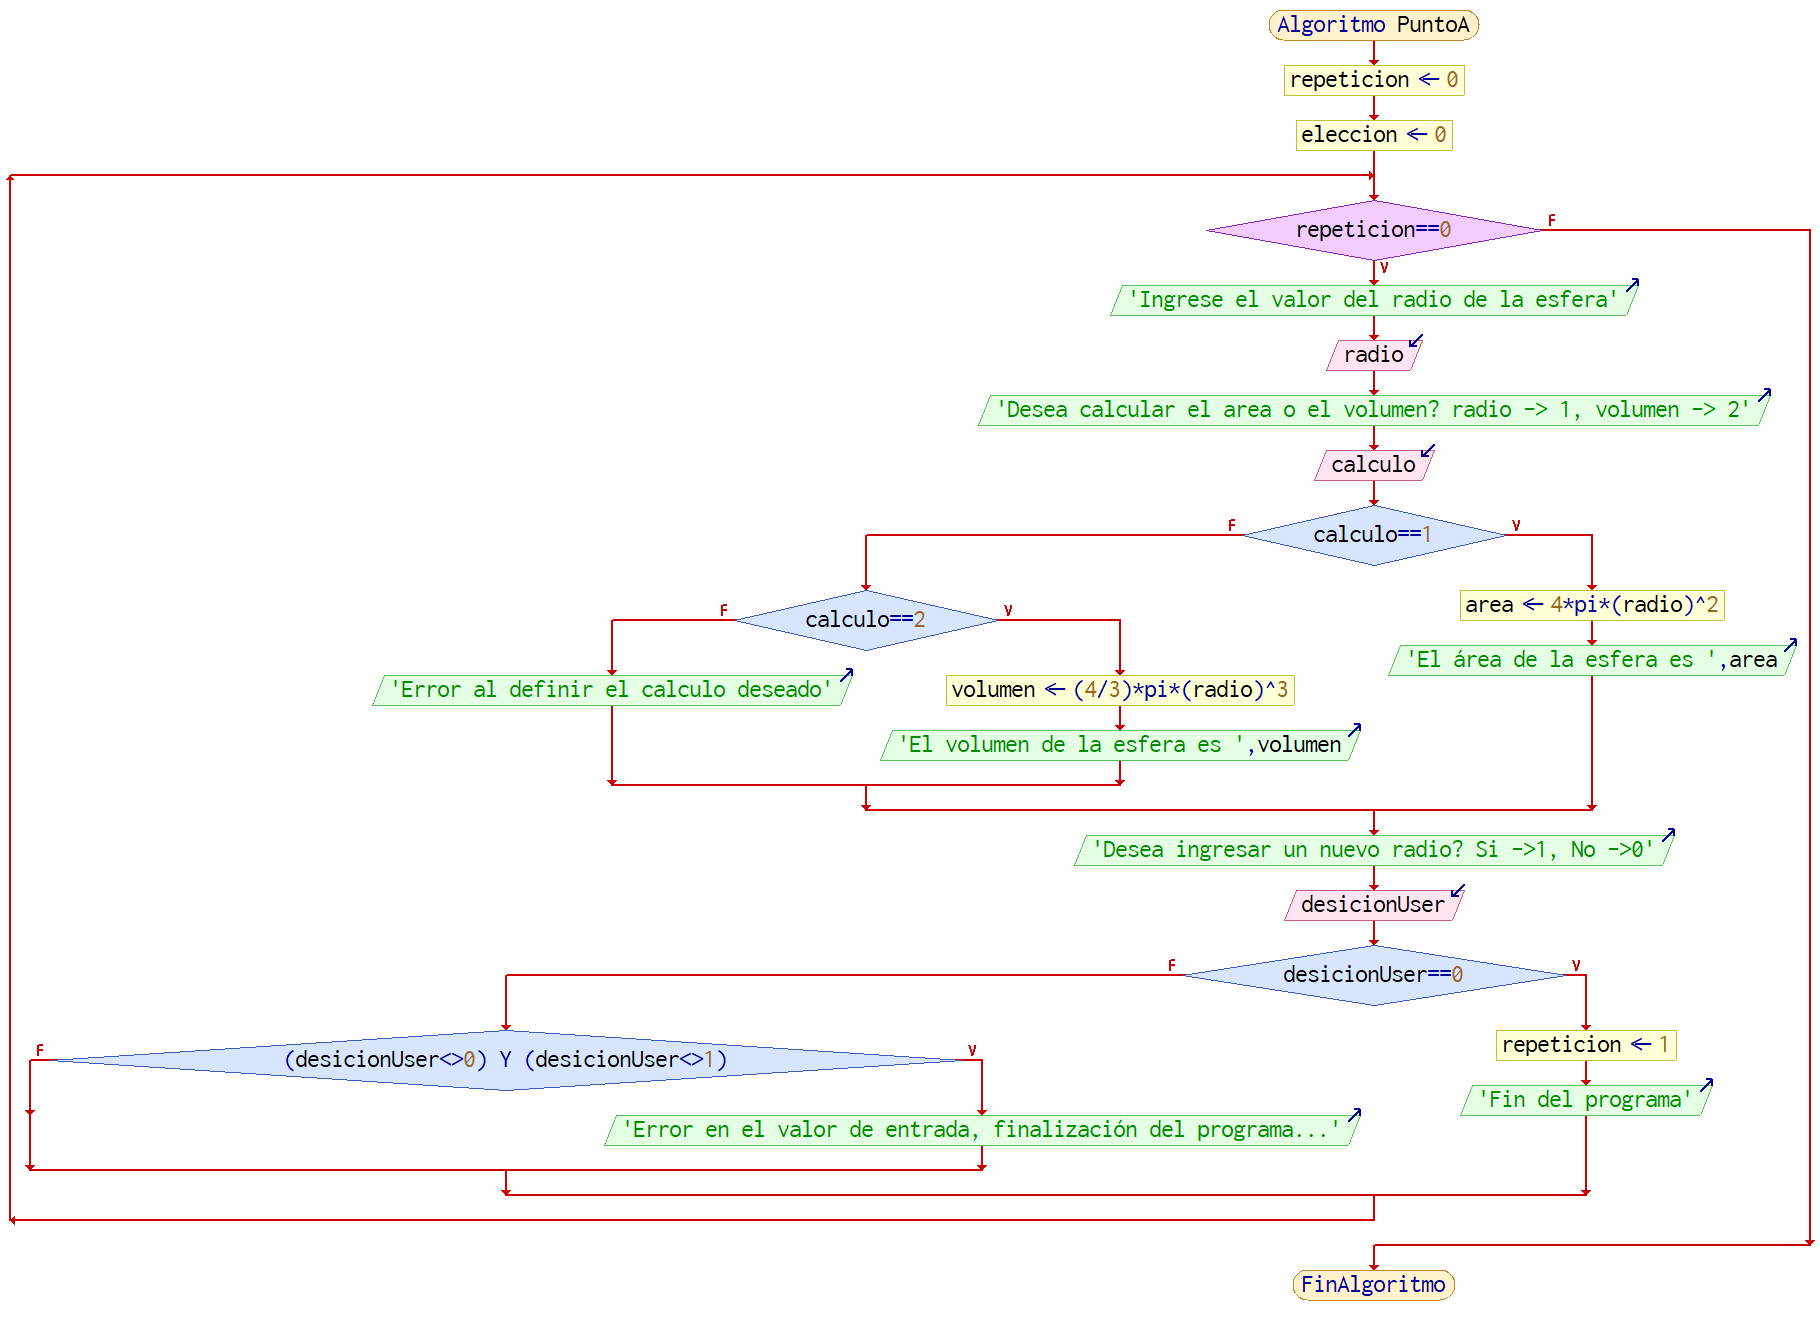 Algoritmo PuntoA
repeticion ← 0
eleccion ← 0
repeticion==0
F
V
'Ingrese el valor del radio de la esfera'
radio
'Desea calcular el area o el volumen? radio -> 1, volumen -> 2'
calculo
F
calculo==1
V
F
calculo==2
V
area ← 4*pi*(radio)^2
'El área de la esfera es ',area
'Error al definir el calculo deseado'
volumen ← (4/3)*pi*(radio)^3
'El volumen de la esfera es ',volumen
'Desea ingresar un nuevo radio? Si ->1, No ->0'
desicionUser
F
desicionUser==0
V
F
(desicionUser<>0) Y (desicionUser<>1)
V
repeticion ← 1
'Fin del programa'
'Error en el valor de entrada, finalización del programa...'
FinAlgoritmo